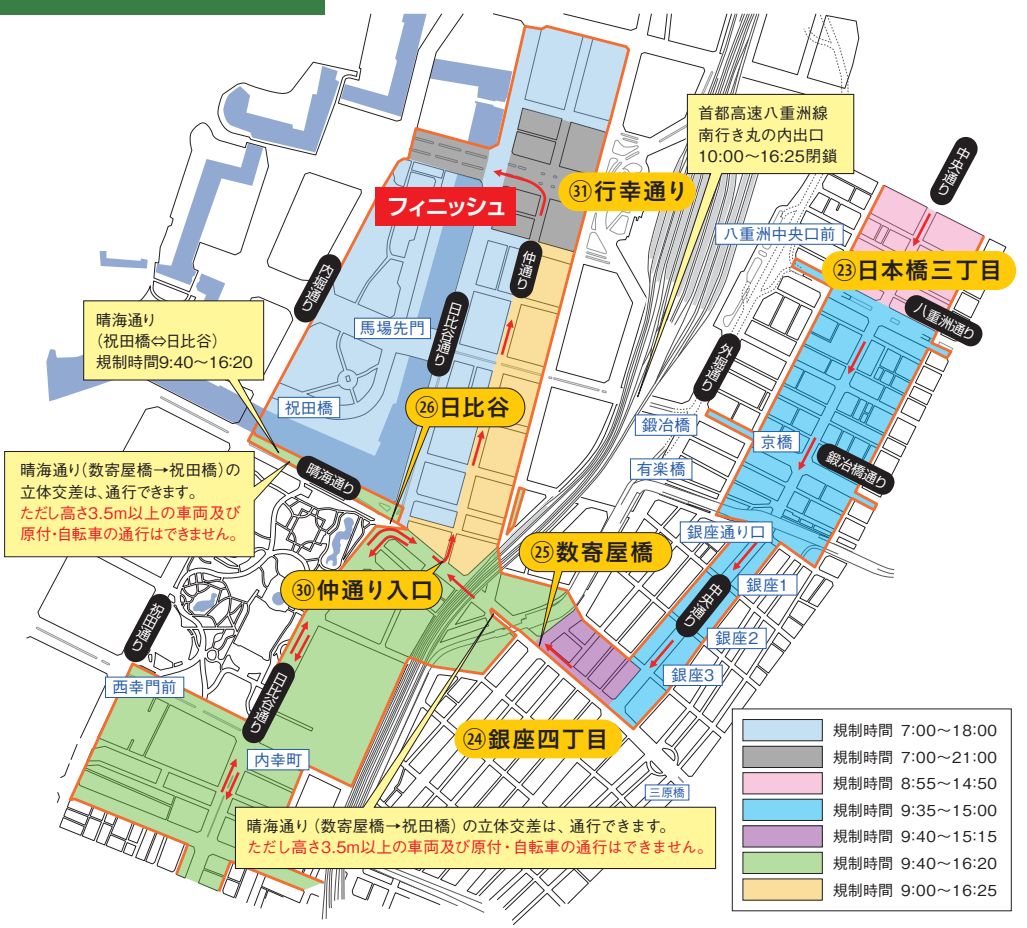 首都高速八重洲線
南行き丸の内出口
10:00～16:25閉鎖
中央通り
フィニッシュ
㉛行幸通り
八重洲中央口前
㉓日本橋三丁目
内堀通り
仲通り
八重洲通り
日比谷通り
馬場先門
晴海通り
(祝田橋⇔日比谷)
規制時間9:40～16:20
外堀通り
祝田橋
㉖日比谷
鍛冶橋
京橋
鍛冶橋通り
有楽橋
晴海通り
晴海通り(数寄屋橋→祝田橋)の
立体交差は、通行できます。
ただし高さ3.5m以上の車両及び
原付・自転車の通行はできません。
銀座通り口
㉕数寄屋橋
㉚仲通り入口
銀座1
中央通り
祝田通り
銀座2
銀座3
西幸門前
日比谷通り
㉔銀座四丁目
内幸町
三原橋
晴海通り(数寄屋橋→祝田橋)の立体交差は、通行できます。
ただし高さ3.5m以上の車両及び原付・自転車の通行はできません。
規制時間 7:00～18:00
規制時間 7:00～21:00
規制時間 8:55～14:50
規制時間 9:35～15:00
規制時間 9:40～15:15
規制時間 9:40～16:20
規制時間 9:00～16:25